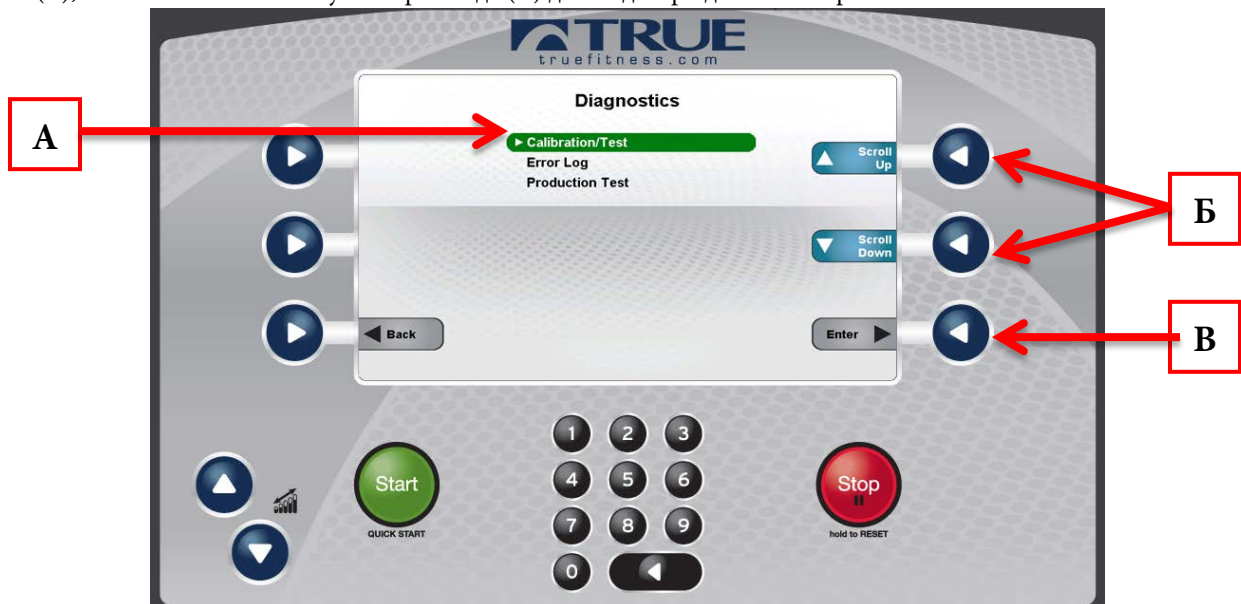 TRUE
truefitness.com
Diagnostics
А
Calibration/Test
Error Log
Production Test
Scroll Up
Б
Scroll Down
Back
Enter
В
1 2 3
Start
4 5 6
Stop
QUICK START
7 8 9
hold to RESET
0